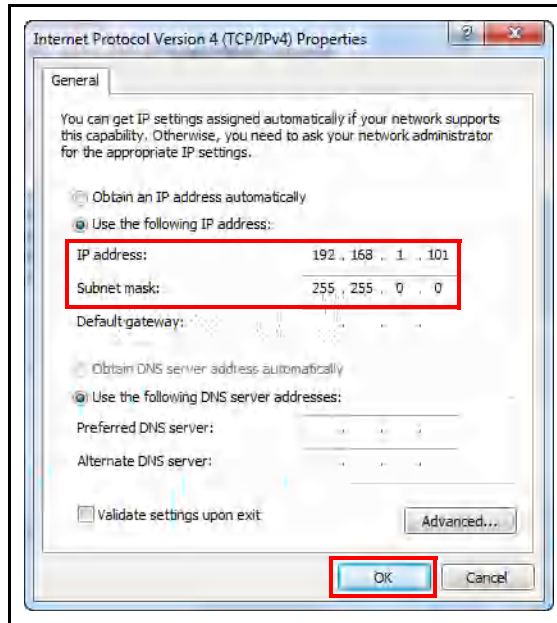 Internet Protocol Version 4 (TCP/IPv4) Properties
General
You can get IP settings assigned automatically if your network supports
this capability. Otherwise, you need to ask your network administrator
for the appropriate IP settings.
Obtain an IP address automatically
Use the following IP address:
IP address: 192 . 168 . 1 . 101
Subnet mask: 255 . 255 . 0 . 0
Default gateway: . . .
Obtain DNS server address automatically
Use the following DNS server addresses:
Preferred DNS server: . . .
Alternate DNS server: . . .
Validate settings upon exit
Advanced...
OK Cancel